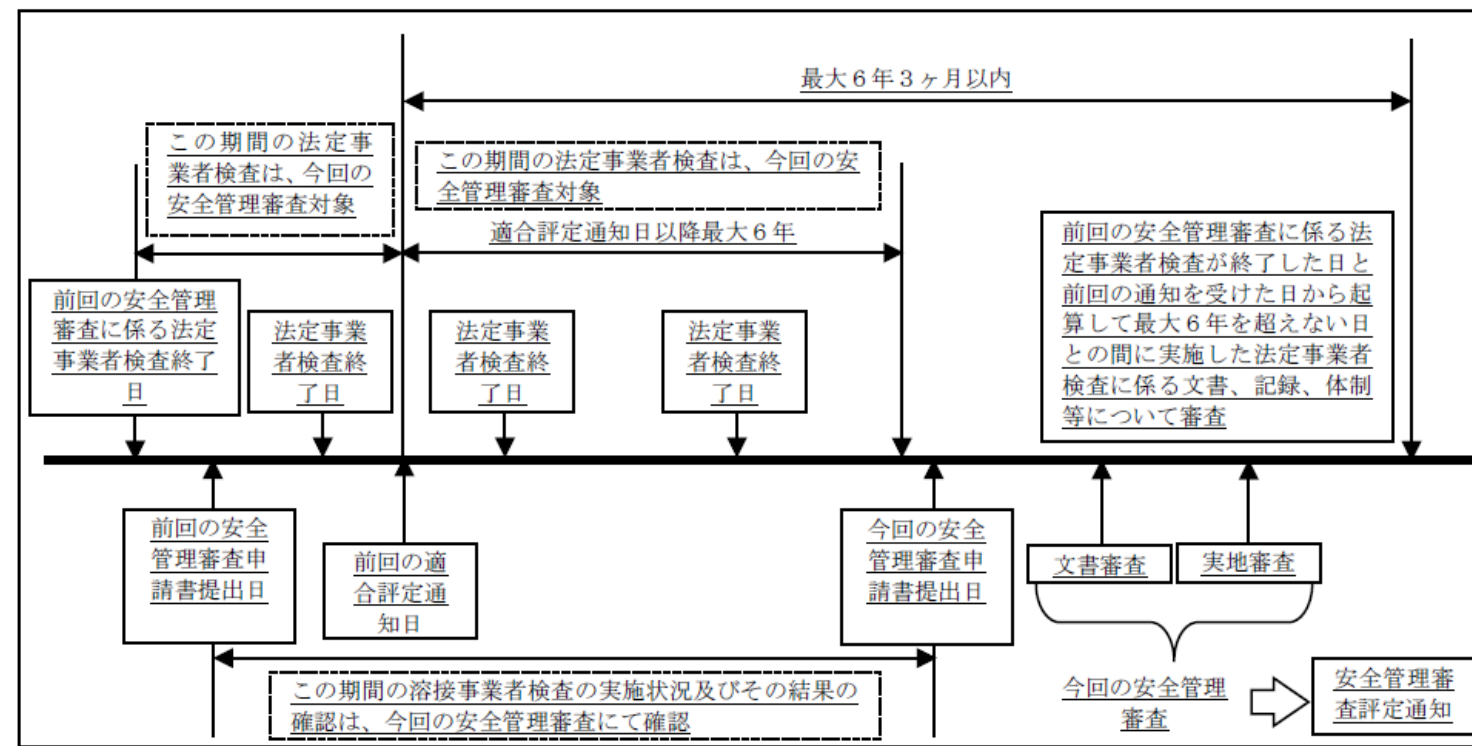 最大６年３ヶ月以内
この期間の法定事
業者検査は、今回の
安全管理審査対象
この期間の法定事業者検査は、今回の安
全管理審査対象
適合評定通知日以降最大６年
前回の安全管理審査に係る法
定事業者検査が終了した日と
前回の通知を受けた日から起
算して最大６年を超えない日
との間に実施した法定事業者
検査に係る文書、記録、体制
等について審査
前回の安全管理
審査に係る法定
事業者検査終了
日
法定事業
者検査終
了日
法定事業
者検査終
了日
法定事業
者検査終
了日
前回の安全
管理審査申
請書提出日
前回の適
合評定通
知日
今回の安全
管理審査申
請書提出日
文書審査
実地審査
この期間の溶接事業者検査の実施状況及びその結果の
確認は、今回の安全管理審査にて確認
今回の安全管理
審査
安全管理審
査評定通知